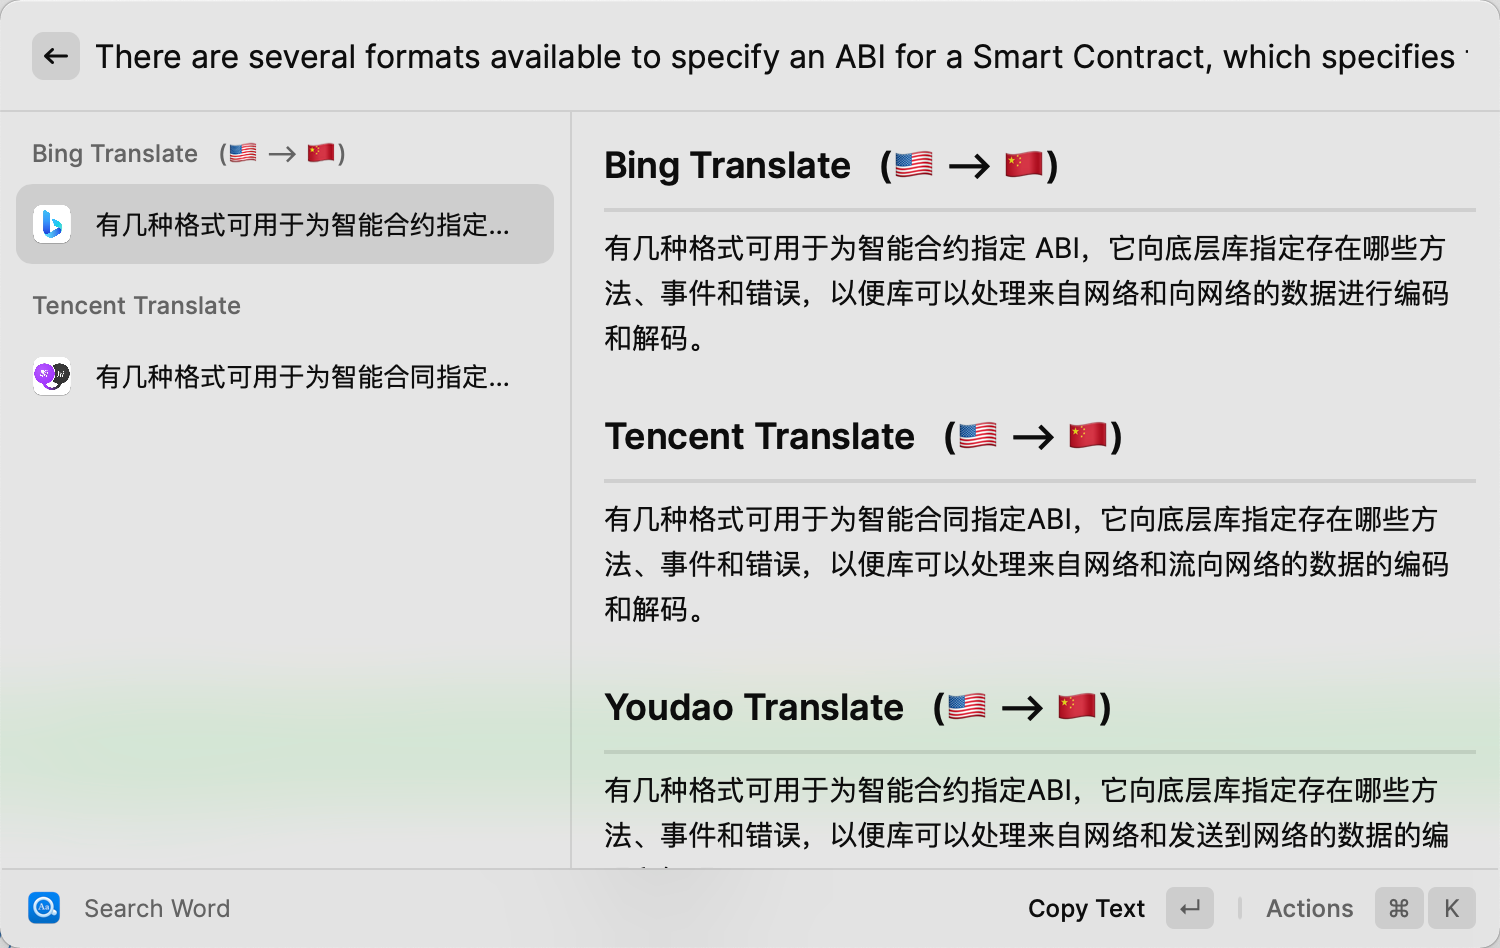 There are several formats available to specify an ABI for a Smart Contract, which specifies
Bing Translate (🇺🇸 → 🇨🇳)
有几种格式可用于为智能合约指定...
Tencent Translate
有几种格式可用于为智能合同指定...
Bing Translate (🇺🇸 → 🇨🇳)
有几种格式可用于为智能合约指定 ABI，它向底层库指定存在哪些方
法、事件和错误，以便库可以处理来自网络和向网络的数据进行编码
和解码。
Tencent Translate (🇺🇸 → 🇨🇳)
有几种格式可用于为智能合同指定ABI，它向底层库指定存在哪些方
法、事件和错误，以便库可以处理来自网络和流向网络的数据的编码
和解码。
Youdao Translate (🇺🇸 → 🇨🇳)
有几种格式可用于为智能合约指定ABI，它向底层库指定存在哪些方
法、事件和错误，以便库可以处理来自网络和发送到网络的数据的编
Search Word
Copy Text ↵ | Actions ⌘ K